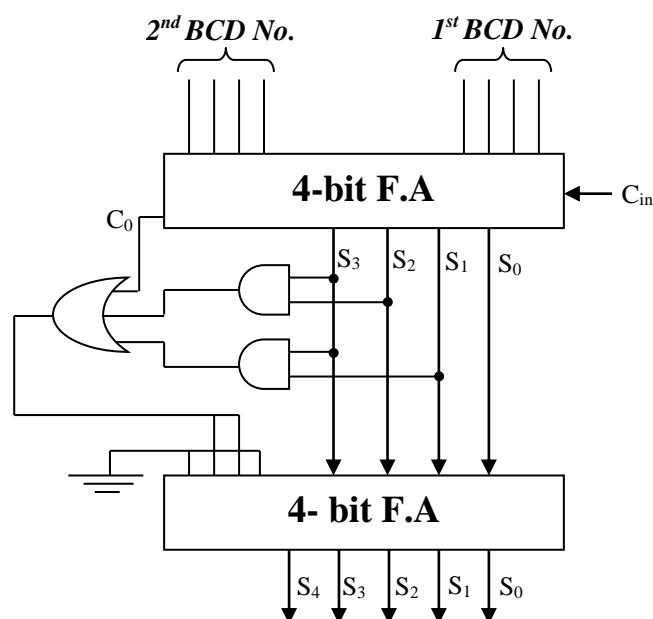 2nd BCD No. 1st BCD No.
4-bit F.A
Cin
C0
S3 S2 S1 S0
4- bit F.A
S4 S3 S2 S1 S0